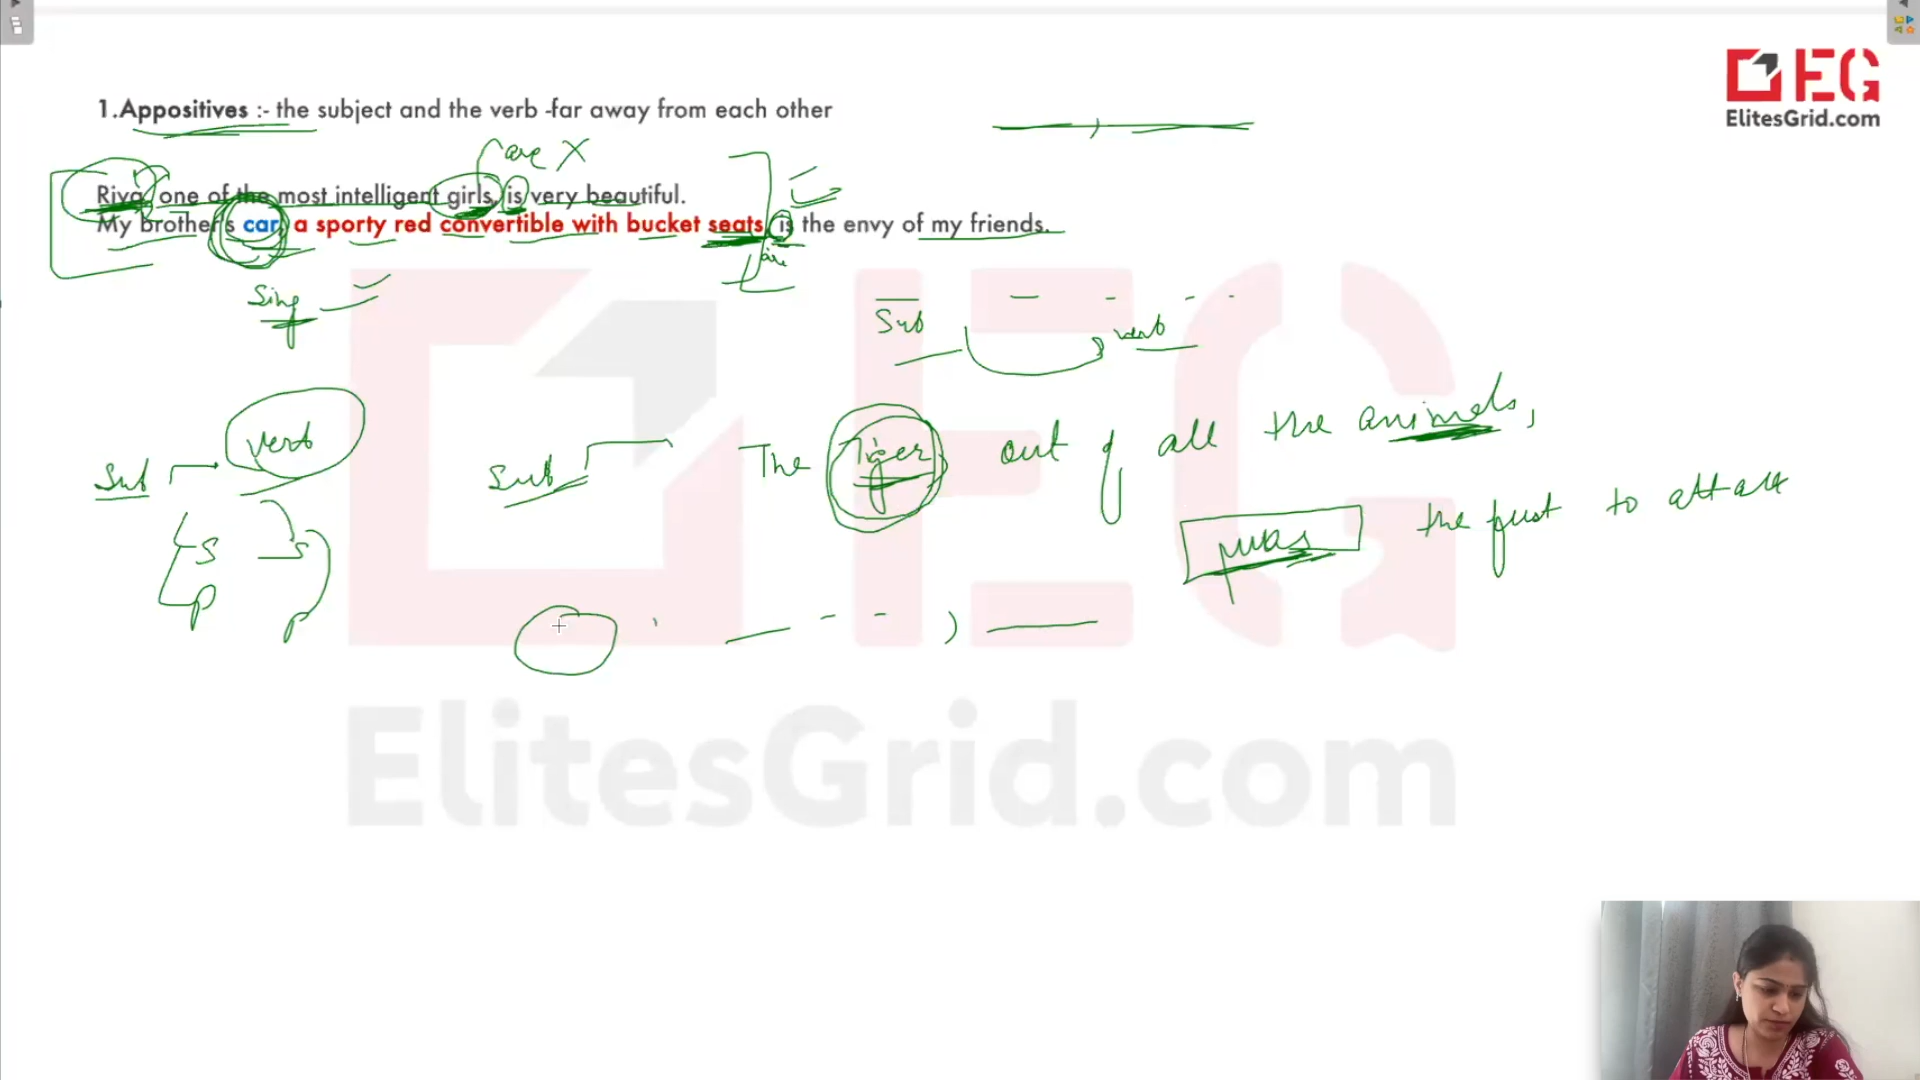 EG
ElitesGrid.com
1.Appositives :- the subject and the verb -far away from each other
are X
Riya, one of the most intelligent girls, is very beautiful.
My brother's car, a sporty red convertible with bucket seats, is the envy of my friends.
are
Sing
Sub verb
Sub verb
S S
P P
Sub
The Tiger out of all the animals,
was the first to attack
ElitesGrid.com